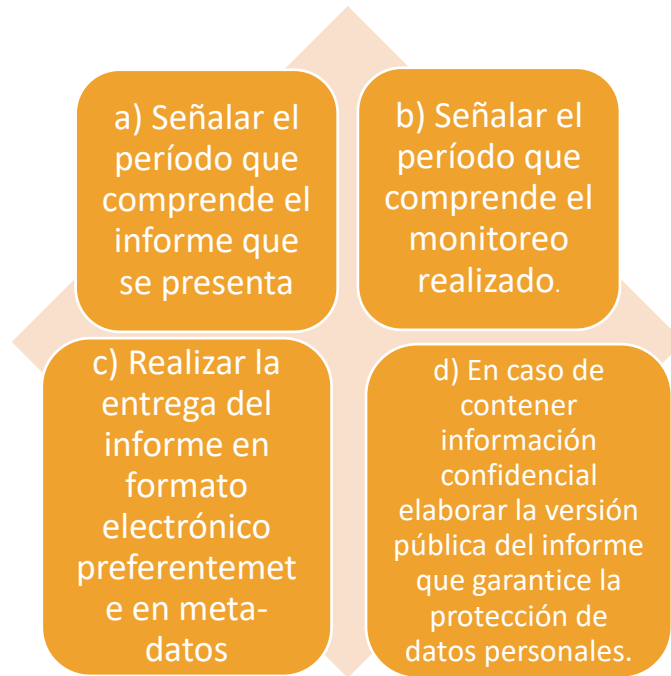 a) Señalar el
período que
comprende el
informe que
se presenta
b) Señalar el
período que
comprende el
monitoreo
realizado.
c) Realizar la
entrega del
informe en
formato
electrónico
preferentemet
e en meta-
datos
d) En caso de
contener
información
confidencial
elaborar la versión
pública del informe
que garantice la
protección de
datos personales.